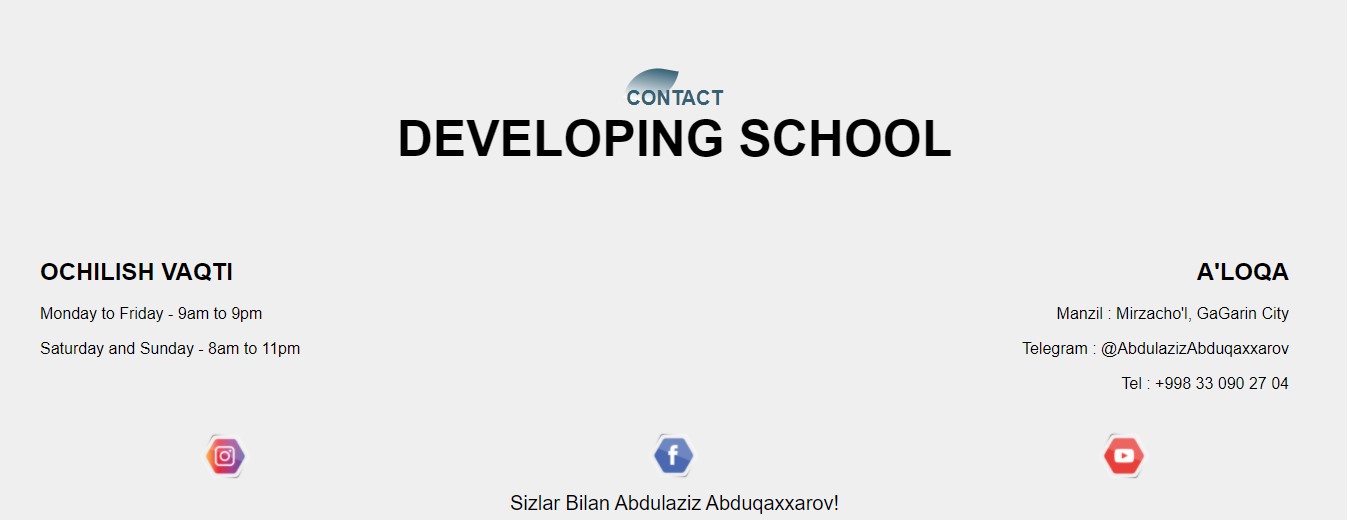 CONTACT
DEVELOPING SCHOOL
OCHILISH VAQTI
Monday to Friday - 9am to 9pm
Saturday and Sunday - 8am to 11pm
A'LOQA
Manzil : Mirzacho'l, GaGarin City
Telegram : @AbdulazizAbduqaxxarov
Tel : +998 33 090 27 04
Sizlar Bilan Abdulaziz Abduqaxxarov!